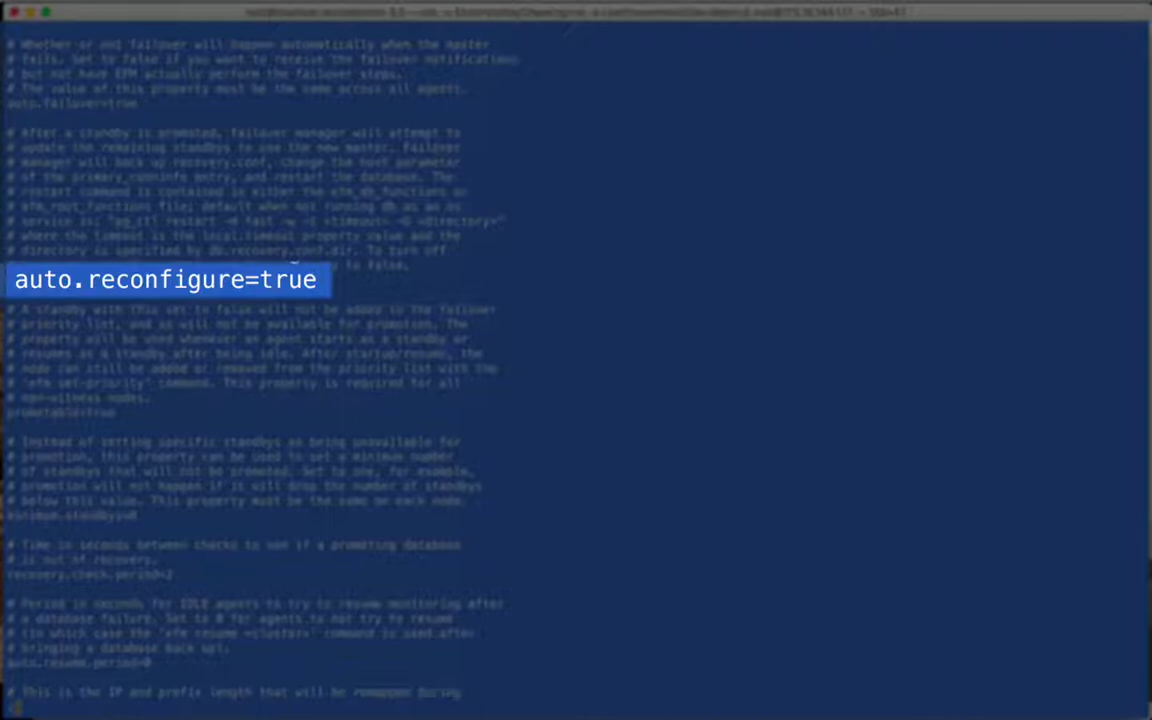 # Whether or not failover will happen automatically when the master
# fails. Set to false if you want to receive the failover notifications
# but not have EFM actually perform the failover steps.
# The value of this property must be the same across all agents.
auto.failover=true
# After a standby is promoted, failover manager will attempt to
# update the remaining standbys to use the new master. Failover
# manager will back up recovery.conf, change the host parameter
# of the primary_conninfo entry, and restart the database. The
# restart command is contained in either the efm_db_functions or
# efm_root_functions file; default when not running db as an os
# service is: "pg_ctl restart -m fast -w -t <timeout> -D <directory>"
# where the timeout is the local.timeout property value and the
# directory is specified by db.recovery.conf.dir. To turn off
to false.
auto.reconfigure=true
# A standby with this set to false will not be added to the failover
# priority list, and so will not be available for promotion. The
# property will be used whenever an agent starts as a standby or
# resumes as a standby after being idle. After startup/resume, the
# node can still be added or removed from the priority list with the
# 'efm set-priority' command. This property is required for all
# non-witness nodes.
promotable=true
# Instead of setting specific standbys as being unavailable for
# promotion, this property can be used to set a minimum number
# of standbys that will not be promoted. Set to one, for example,
# promotion will not happen if it will drop the number of standbys
# below this value. This property must be the same on each node.
minimum.standbys=0
# Time in seconds between checks to see if a promoting database
# is out of recovery.
recovery.check.period=2
# Period in seconds for IDLE agents to try to resume monitoring after
# a database failure. Set to 0 for agents to not try to resume
# (in which case the 'efm resume <cluster>' command is used after
# bringing a database back up).
auto.resume.period=0
# This is the IP and prefix length that will be remapped during